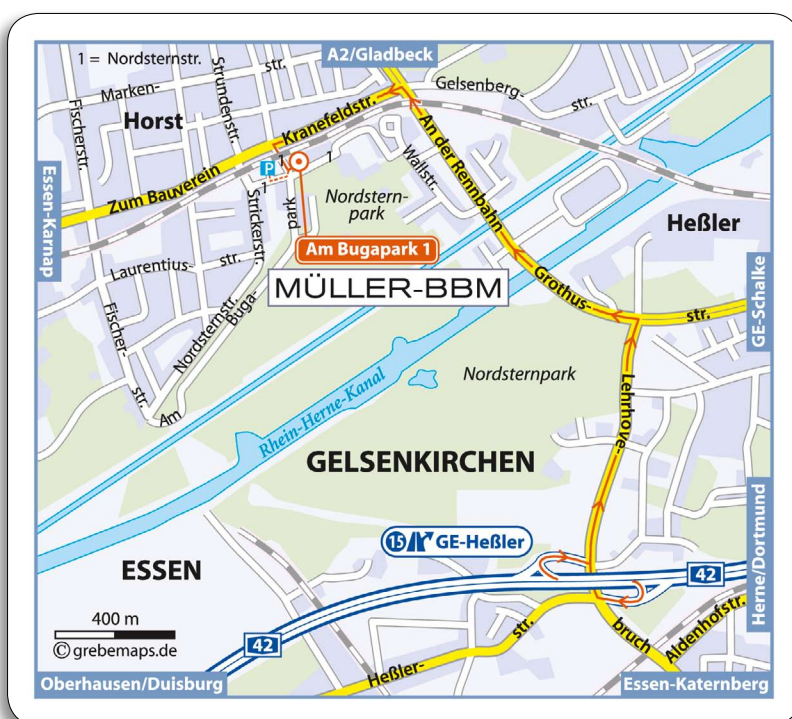 A2/Gladbeck
1 = Nordsternstr.
Strundenstr.
Marken-
str.
Gelsenberg-
str.
Fischerstr.
Horst
Kranefeldstr.
An der Rennbahn
Zum Bauverein
P
1
1
1
Wallstr.
Essen-Karnap
Strickerstr.
park
Nordstern-
park
Heßler
Am Bugapark 1
Laurentius-
str.
MÜLLER-BBM
Grothus-
str.
GE-Schalke
Fischer-
str.
Nordsternstr.
Buga-
Am
Rhein-Herne-Kanal
Nordsternpark
Lehrhove-
GELSENKIRCHEN
15 GE-Heßler
Herne/Dortmund
ESSEN
42
400 m
42
© grebemaps.de
Heßler-
str.
bruch
Aldenhofstr.
Oberhausen/Duisburg
Essen-Katernberg